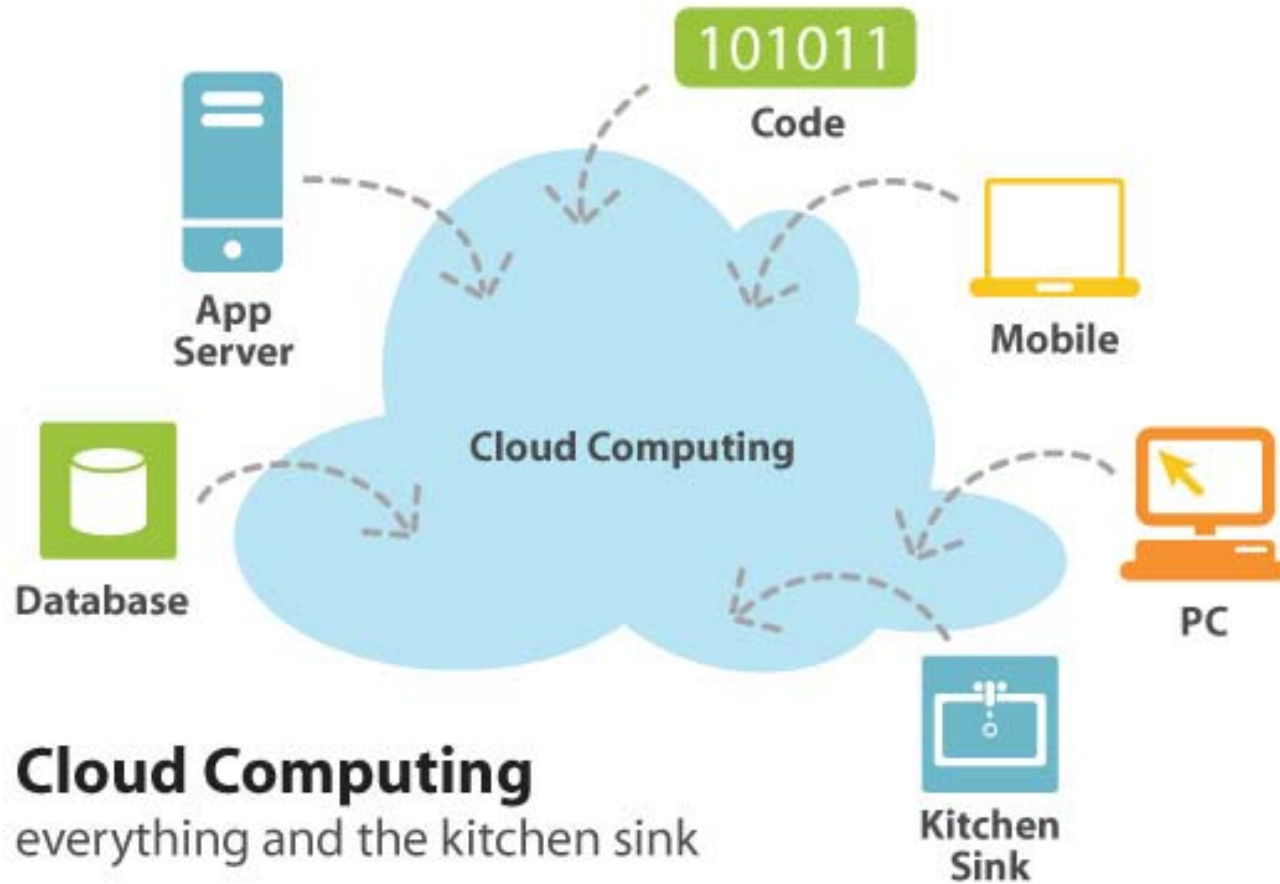 101011
Code
App
Server
Mobile
Cloud Computing
Database
PC
Kitchen
Sink
Cloud Computing
everything and the kitchen sink